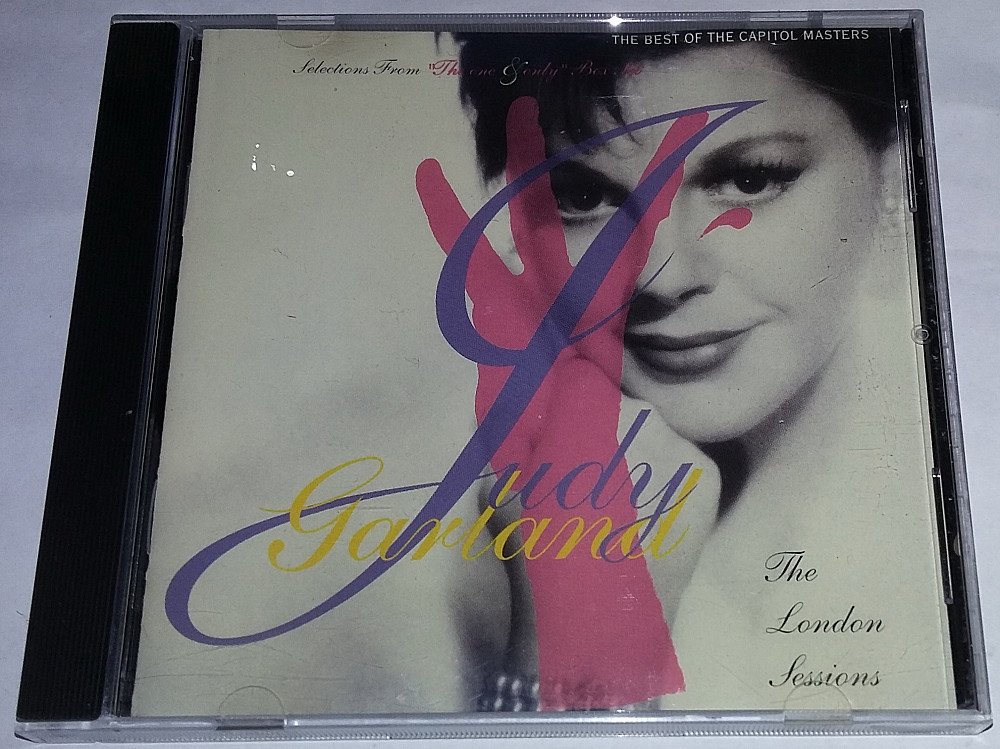 THE BEST OF THE CAPITOL MASTERS
Selections From "The one & only" Box Set
Judy
Garland
The
London
Sessions